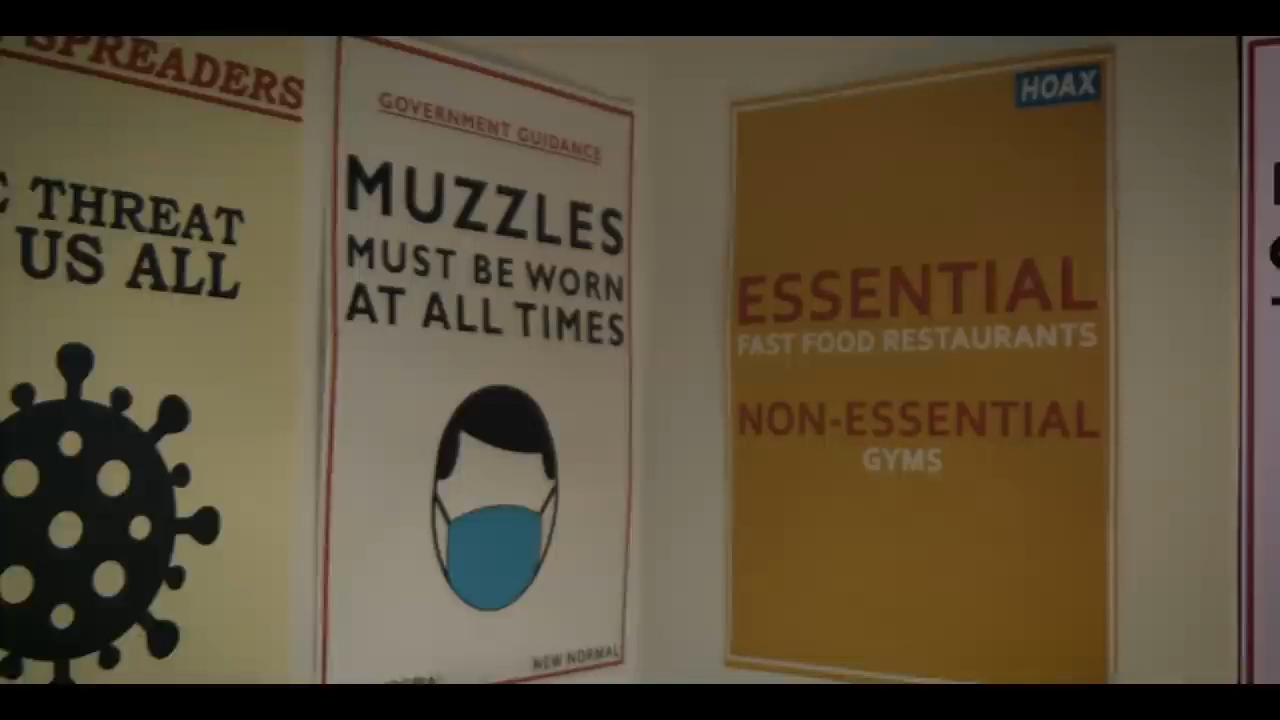 SPREADERS
THREAT
US ALL
GOVERNMENT GUIDANCE
MUZZLES
MUST BE WORN
AT ALL TIMES
NEW NORMAL
HOAX
ESSENTIAL
FAST FOOD RESTAURANTS
NON-ESSENTIAL
GYMS